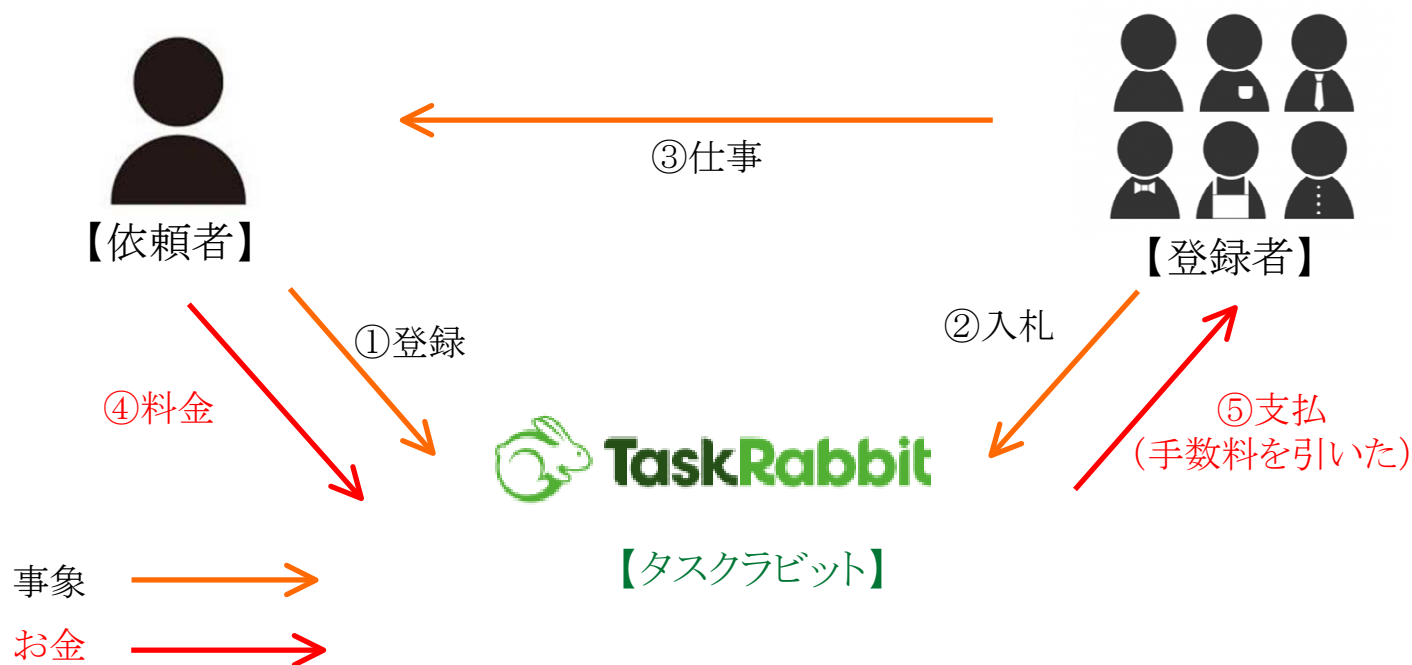 ③仕事
【依頼者】
【登録者】
①登録
②入札
④料金
⑤支払
(手数料を引いた)
TaskRabbit
【タスクラビット】
事象
お金